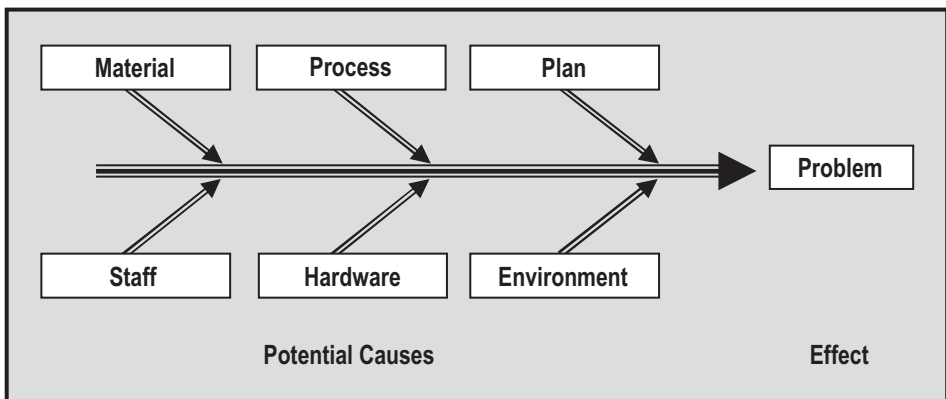 Material
Process
Plan
Problem
Staff
Hardware
Environment
Potential Causes
Effect